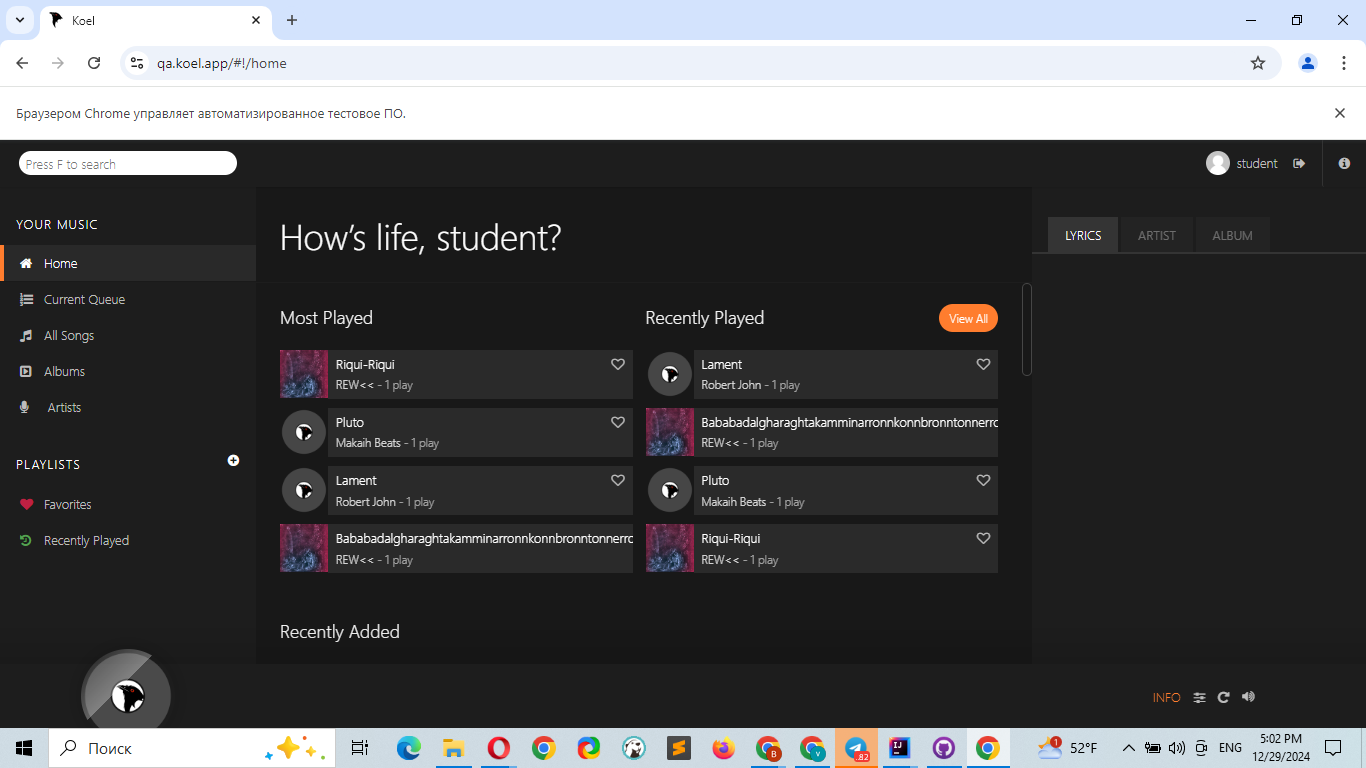 Koel
qa.koel.app/#!/home
Браузером Chrome управляет автоматизированное тестовое ПО.
Press F to search
student
YOUR MUSIC
Home
Current Queue
All Songs
Albums
Artists
PLAYLISTS
Favorites
Recently Played
How's life, student?
Most Played
Riqui-Riqui
REW<< - 1 play
Pluto
Makaih Beats - 1 play
Lament
Robert John - 1 play
Bababadalgharaghtakamminarronnkonnbronntonnerro
REW<< - 1 play
Recently Played
View All
Lament
Robert John - 1 play
Bababadalgharaghtakamminarronnkonnbronntonnerro
REW<< - 1 play
Pluto
Makaih Beats - 1 play
Riqui-Riqui
REW<< - 1 play
Recently Added
LYRICS
ARTIST
ALBUM
INFO
Поиск
B
V
82
IJ
1
52°F
ENG
5:02 PM
12/29/2024